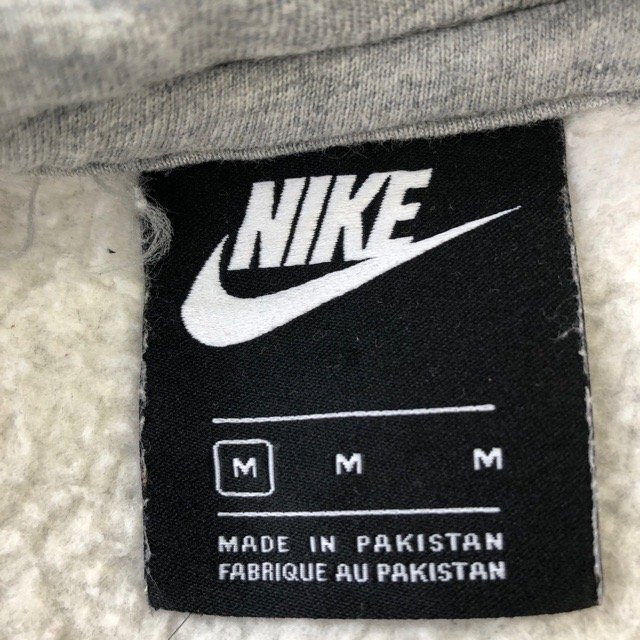 NIKE
M M M
MADE IN PAKISTAN
FABRIQUE AU PAKISTAN